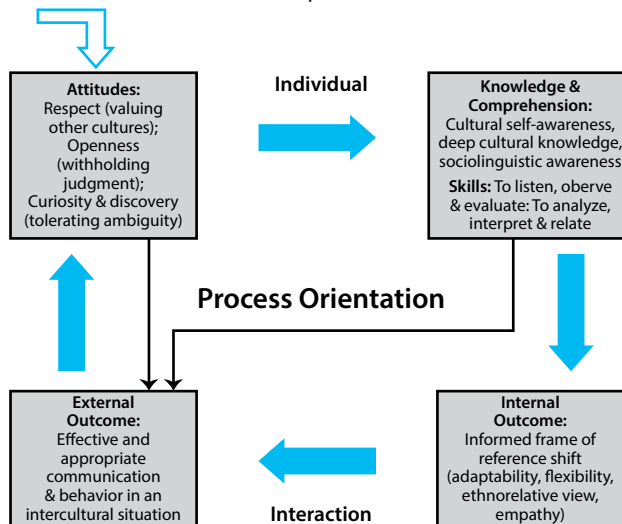 Individual
Attitudes:
Respect (valuing
other cultures);
Openness
(withholding
judgment);
Curiosity & discovery
(tolerating ambiguity)
Knowledge &
Comprehension:
Cultural self-awareness,
deep cultural knowledge,
sociolinguistic awareness
Skills: To listen, oberve
& evaluate: To analyze,
interpret & relate
Process Orientation
External
Outcome:
Effective and
appropriate
communication
& behavior in an
intercultural situation
Internal
Outcome:
Informed frame of
reference shift
(adaptability, flexibility,
ethnorelative view,
empathy)
Interaction